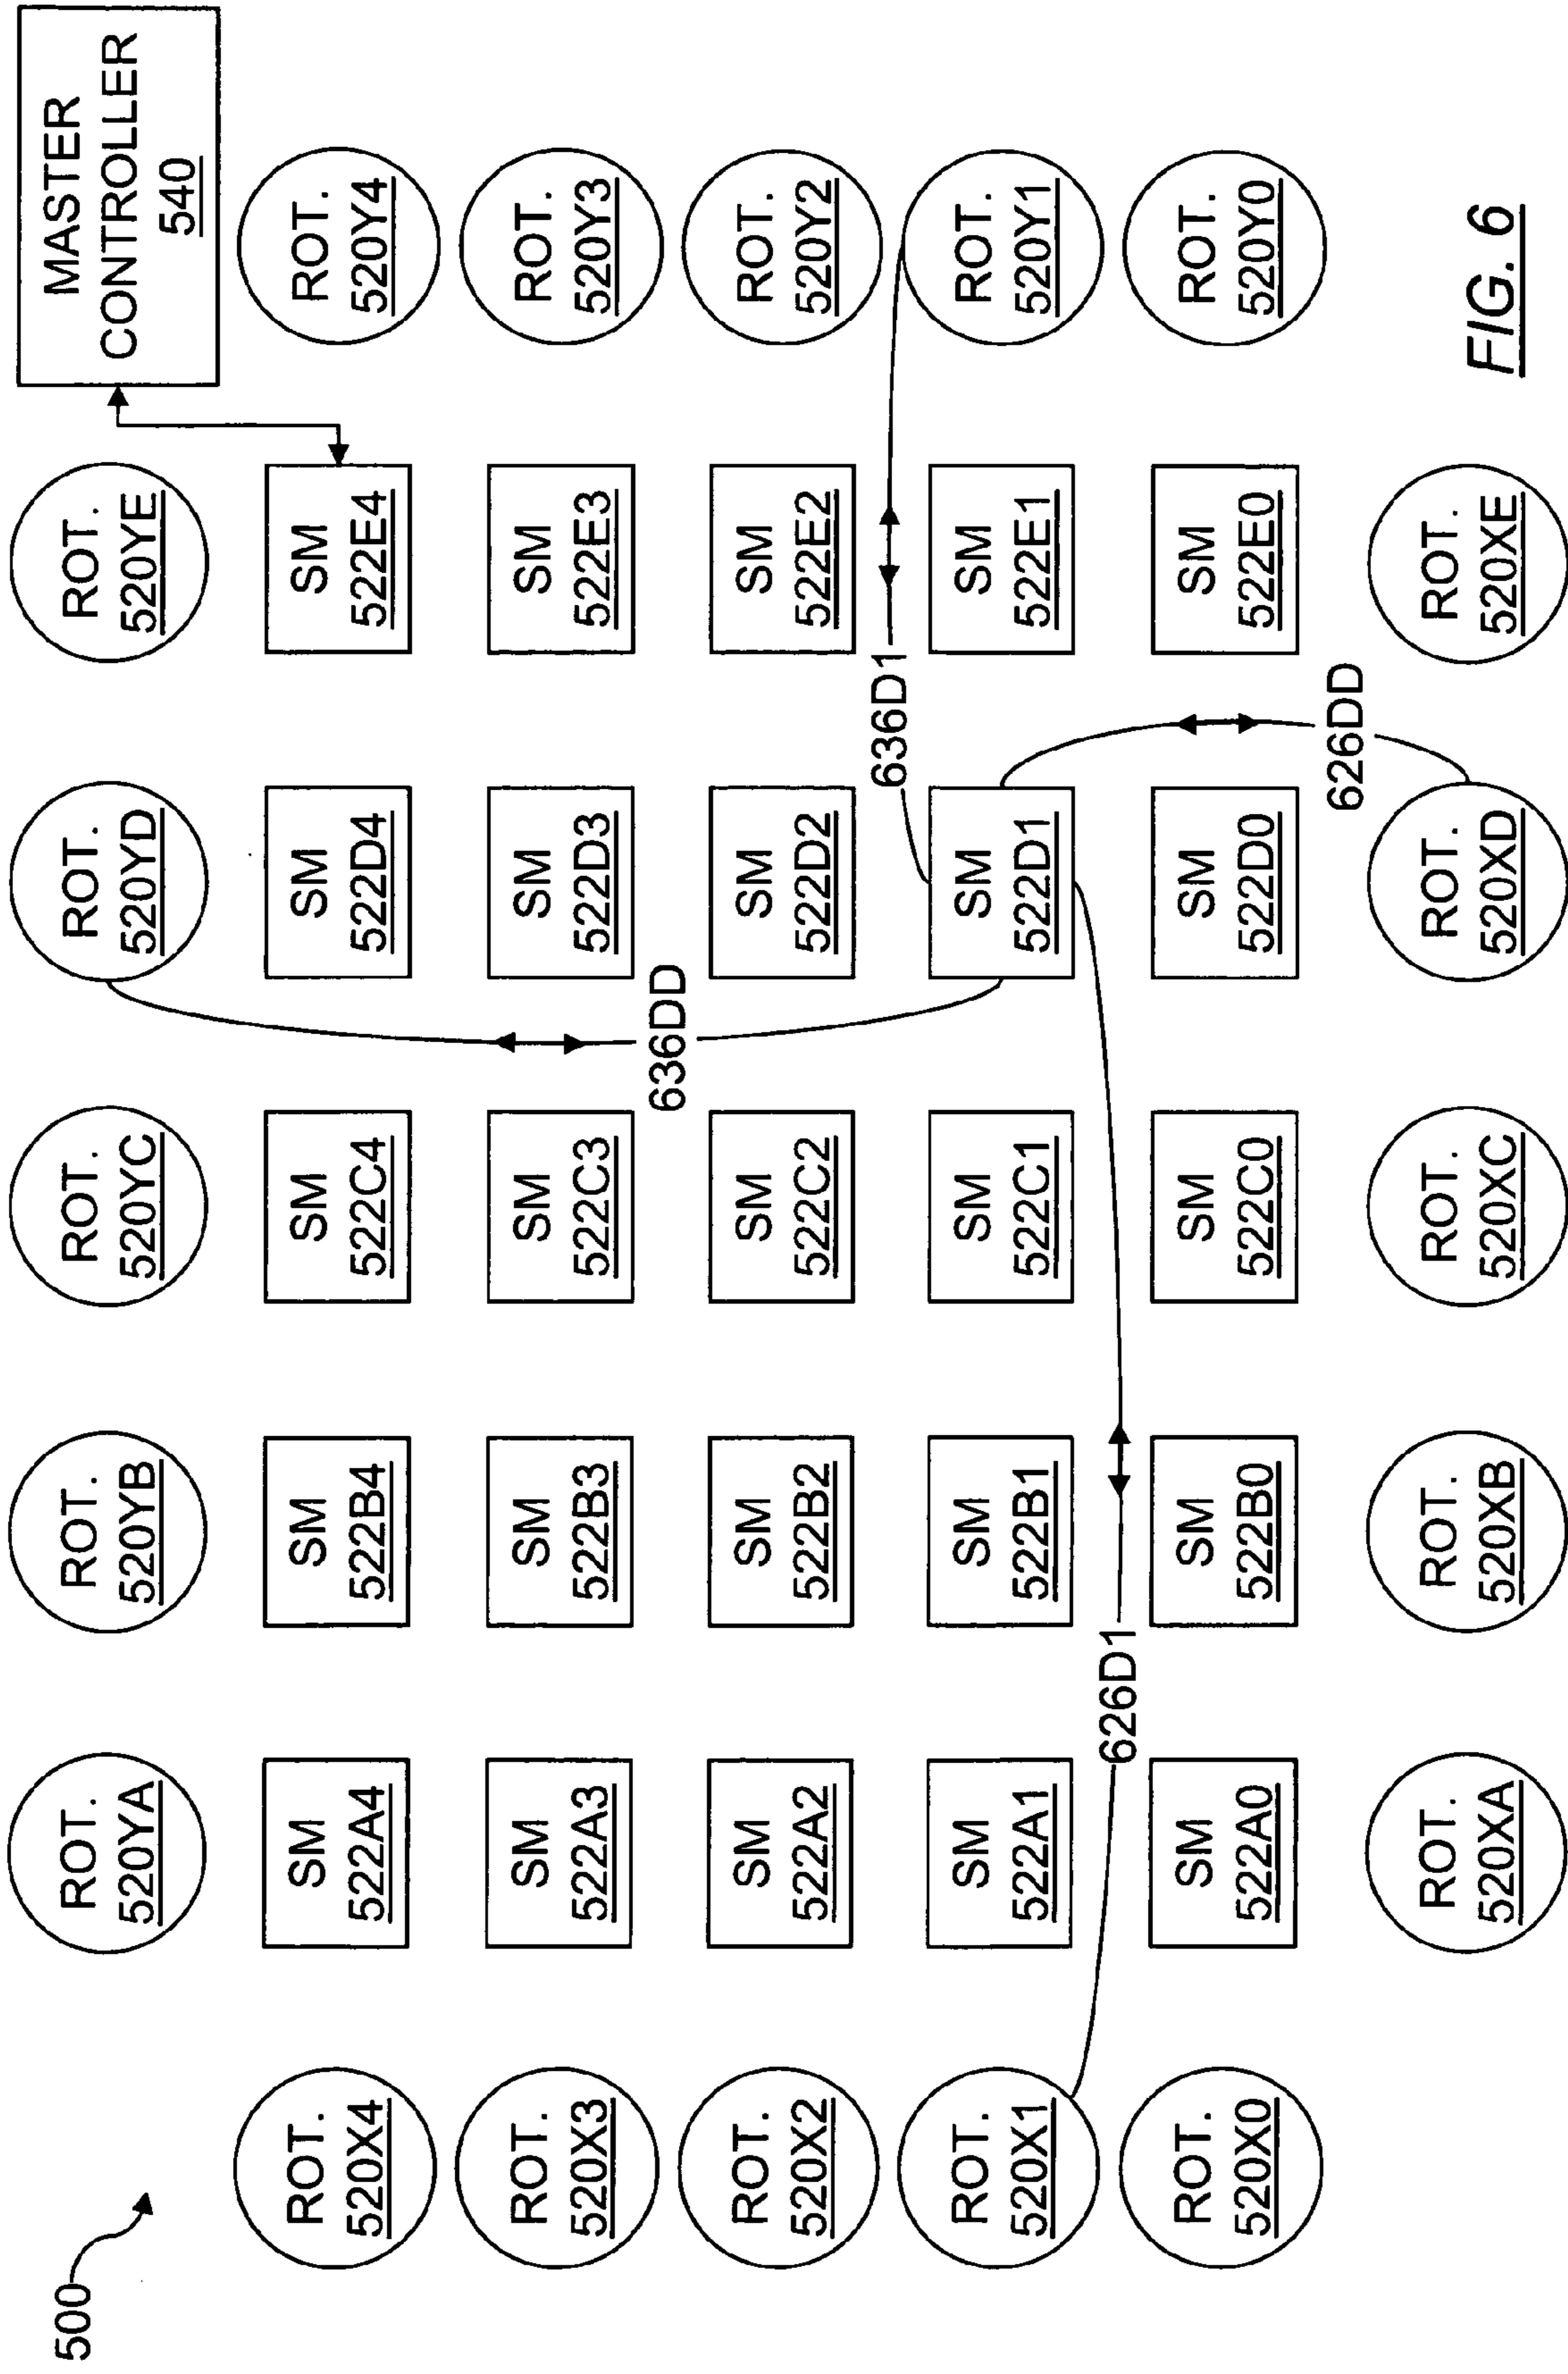 500
ROT.
520YA
ROT.
520YB
ROT.
520YC
ROT.
520YD
ROT.
520YE
MASTER
CONTROLLER
540
ROT.
520X4
SM
522A4
SM
522B4
SM
522C4
SM
522D4
SM
522E4
ROT.
520Y4
ROT.
520X3
SM
522A3
SM
522B3
SM
522C3
SM
522D3
SM
522E3
ROT.
520Y3
636DD
ROT.
520X2
SM
522A2
SM
522B2
SM
522C2
SM
522D2
SM
522E2
ROT.
520Y2
636D1
ROT.
520X1
SM
522A1
SM
522B1
SM
522C1
SM
522D1
SM
522E1
ROT.
520Y1
626D1
ROT.
520X0
SM
522A0
SM
522B0
SM
522C0
SM
522D0
SM
522E0
ROT.
520Y0
626DD
ROT.
520XA
ROT.
520XB
ROT.
520XC
ROT.
520XD
ROT.
520XE
FIG. 6